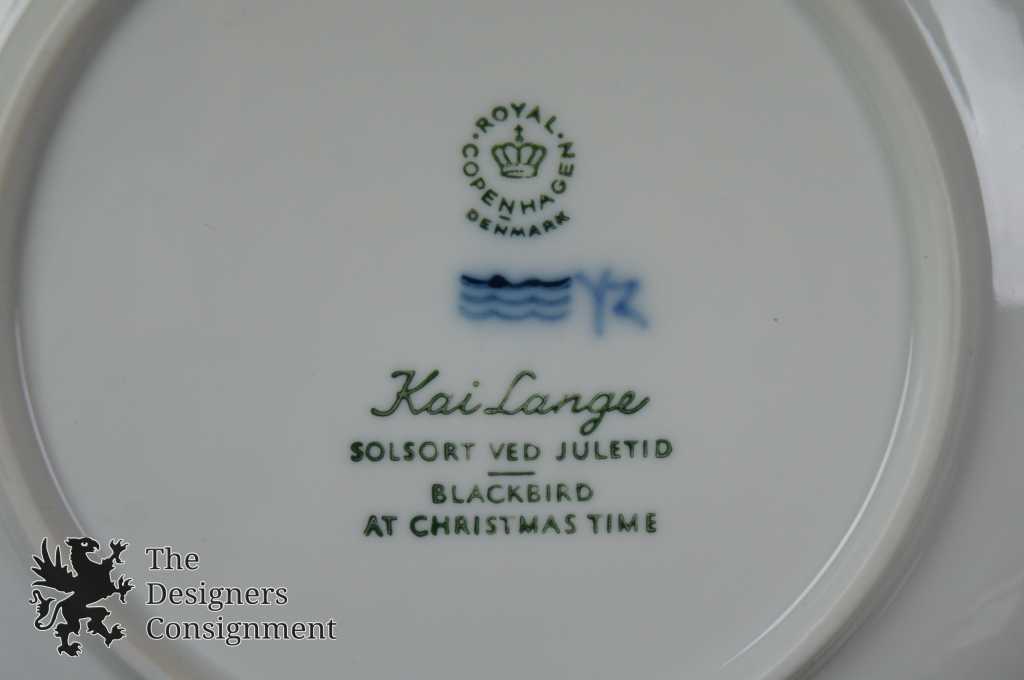 ROYAL
COPENHAGEN
DENMARK
Kai Lange
SOLSORT VED JULETID
BLACKBIRD
AT CHRISTMAS TIME
The
Designers
Consignment